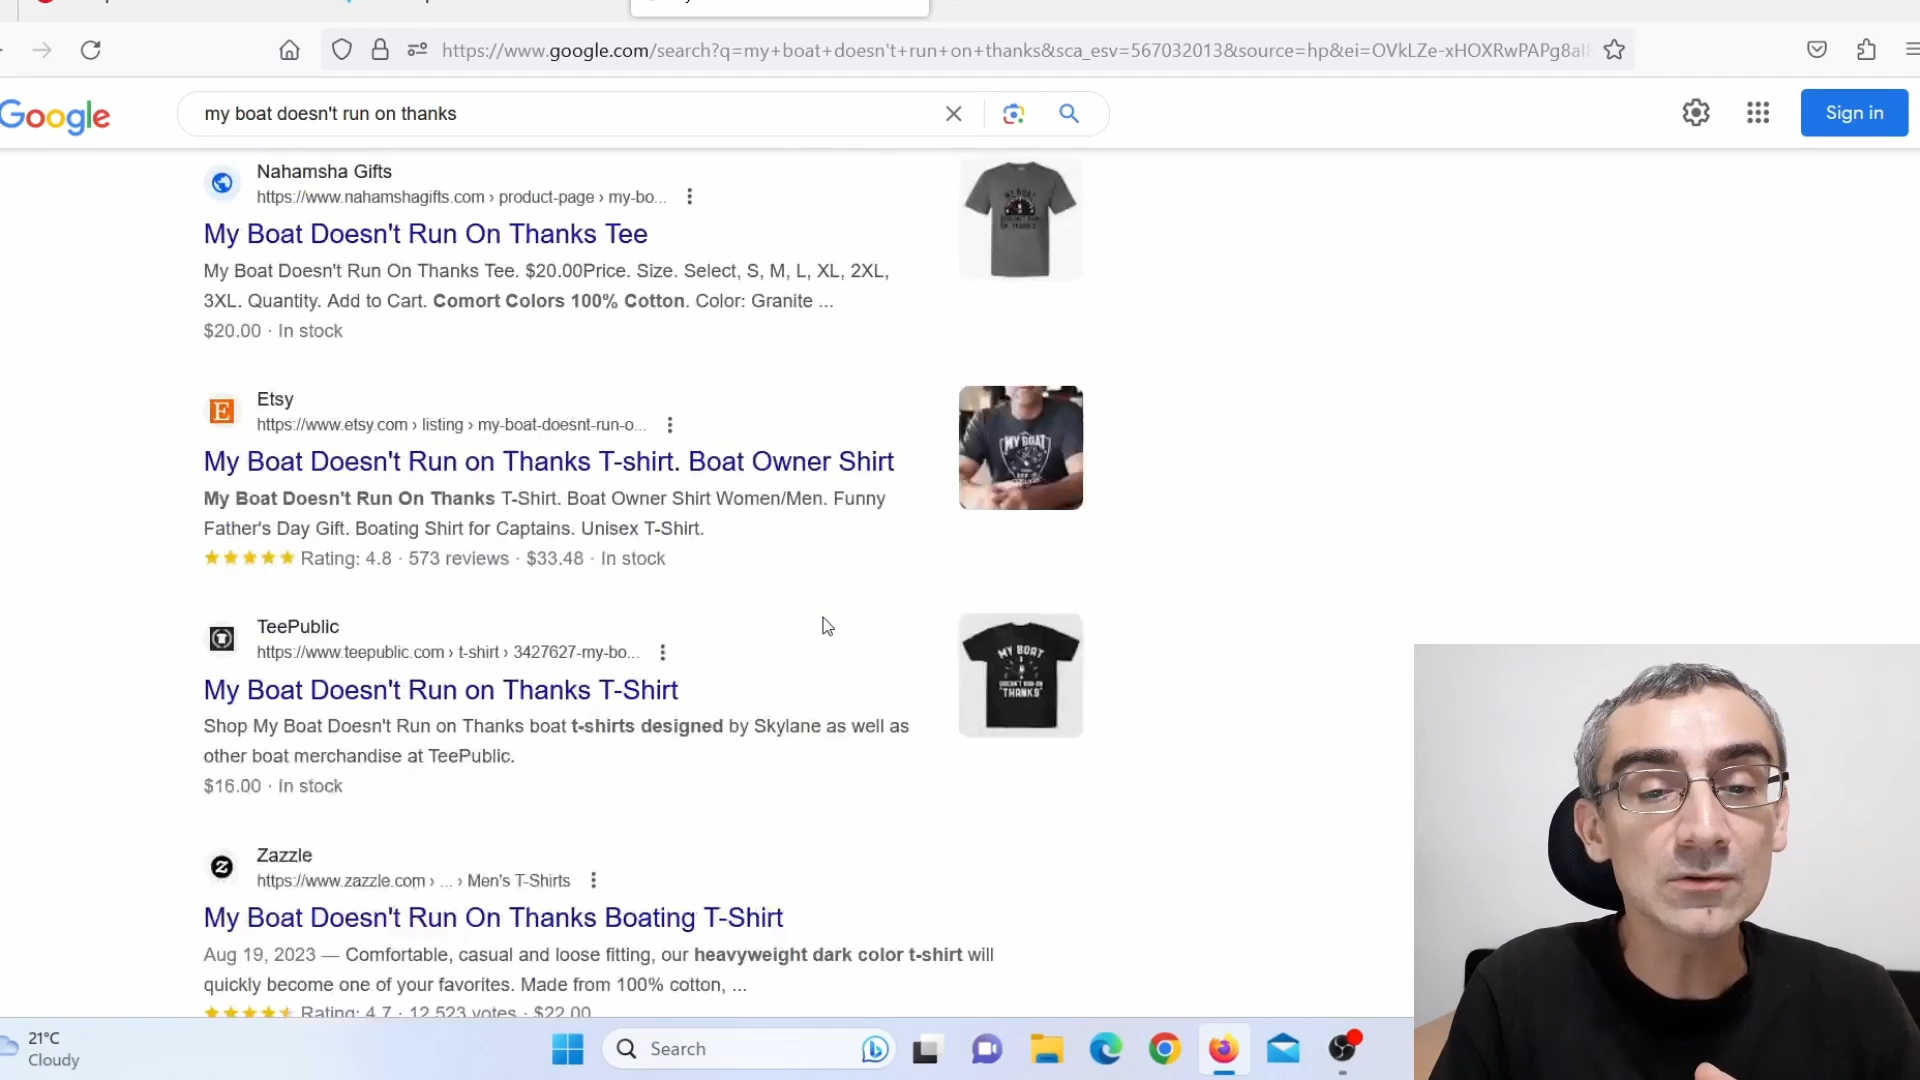 https://www.google.com/search?q=my+boat+doesn't+run+on+thanks&sca_esv=567032013&source=hp&ei=OVkLZe-xHOXRwPAPg8al8
Google
my boat doesn't run on thanks
Sign in
Nahamsha Gifts
https://www.nahamshagifts.com › product-page › my-bo...
My Boat Doesn't Run On Thanks Tee
My Boat Doesn't Run On Thanks Tee. $20.00Price. Size. Select, S, M, L, XL, 2XL,
3XL. Quantity. Add to Cart. Comort Colors 100% Cotton. Color: Granite ...
$20.00 · In stock
MY BOAT
Etsy
https://www.etsy.com › listing › my-boat-doesnt-run-o...
My Boat Doesn't Run on Thanks T-shirt. Boat Owner Shirt
My Boat Doesn't Run On Thanks T-Shirt. Boat Owner Shirt Women/Men. Funny
Father's Day Gift. Boating Shirt for Captains. Unisex T-Shirt.
Rating: 4.8 · 573 reviews · $33.48 · In stock
MY BOAT
TeePublic
https://www.teepublic.com › t-shirt › 3427627-my-bo...
My Boat Doesn't Run on Thanks T-Shirt
Shop My Boat Doesn't Run on Thanks boat t-shirts designed by Skylane as well as
other boat merchandise at TeePublic.
$16.00 · In stock
MY BOAT
DOESN'T RUN ON
"THANKS"
Zazzle
https://www.zazzle.com › ... › Men's T-Shirts
My Boat Doesn't Run On Thanks Boating T-Shirt
Aug 19, 2023 — Comfortable, casual and loose fitting, our heavyweight dark color t-shirt will
quickly become one of your favorites. Made from 100% cotton, ...
Rating: 4.7 · 12,523 votes · $22.00
21°C
Cloudy
Search